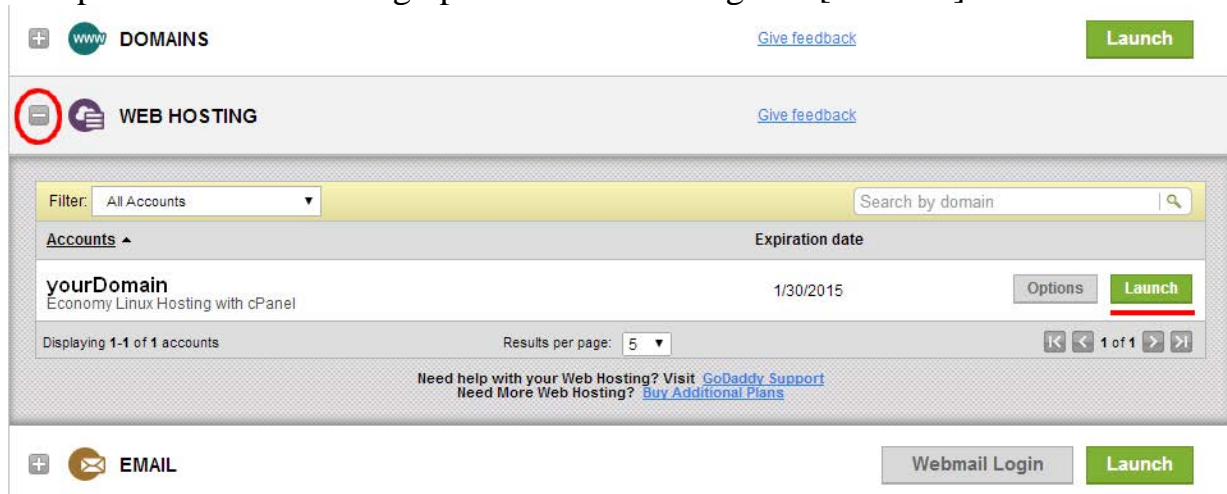 www DOMAINS Give feedback Launch
WEB HOSTING Give feedback
Filter: All Accounts Search by domain
Accounts Expiration date
yourDomain
Economy Linux Hosting with cPanel
1/30/2015 Options Launch
Displaying 1-1 of 1 accounts Results per page: 5 1 of 1
Need help with your Web Hosting? Visit GoDaddy Support
Need More Web Hosting? Buy Additional Plans
EMAIL Webmail Login Launch